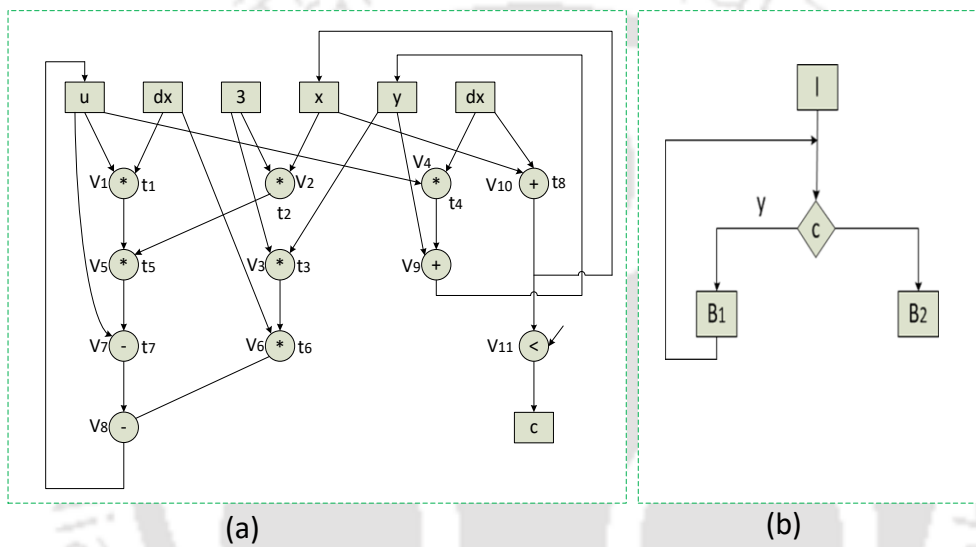 u dx 3 x y dx
V1 * t1
* V2
t2
V4
*
t4
V10 + t8
V5 * t5
V3 * t3
V9 +
V7 - t7
V6 * t6
V11 <
V8 -
c
(a)
I
y
c
B1
B2
(b)